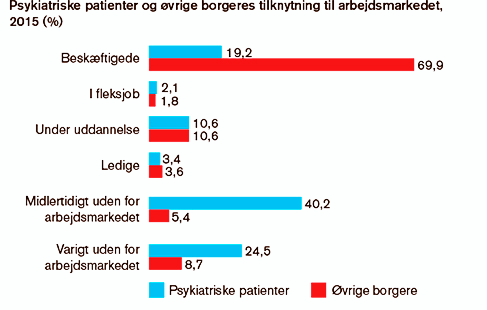 Psykiatriske patienter og øvrige borgeres tilknytning til arbejdsmarkedet,
2015 (%)
Beskæftigede
19,2
69,9
I fleksjob
2,1
1,8
Under uddannelse
10,6
10,6
Ledige
3,4
3,6
Midlertidigt uden for
arbejdsmarkedet
40,2
5,4
Varigt uden for
arbejdsmarkedet
24,5
8,7
Psykiatriske patienter
Øvrige borgere